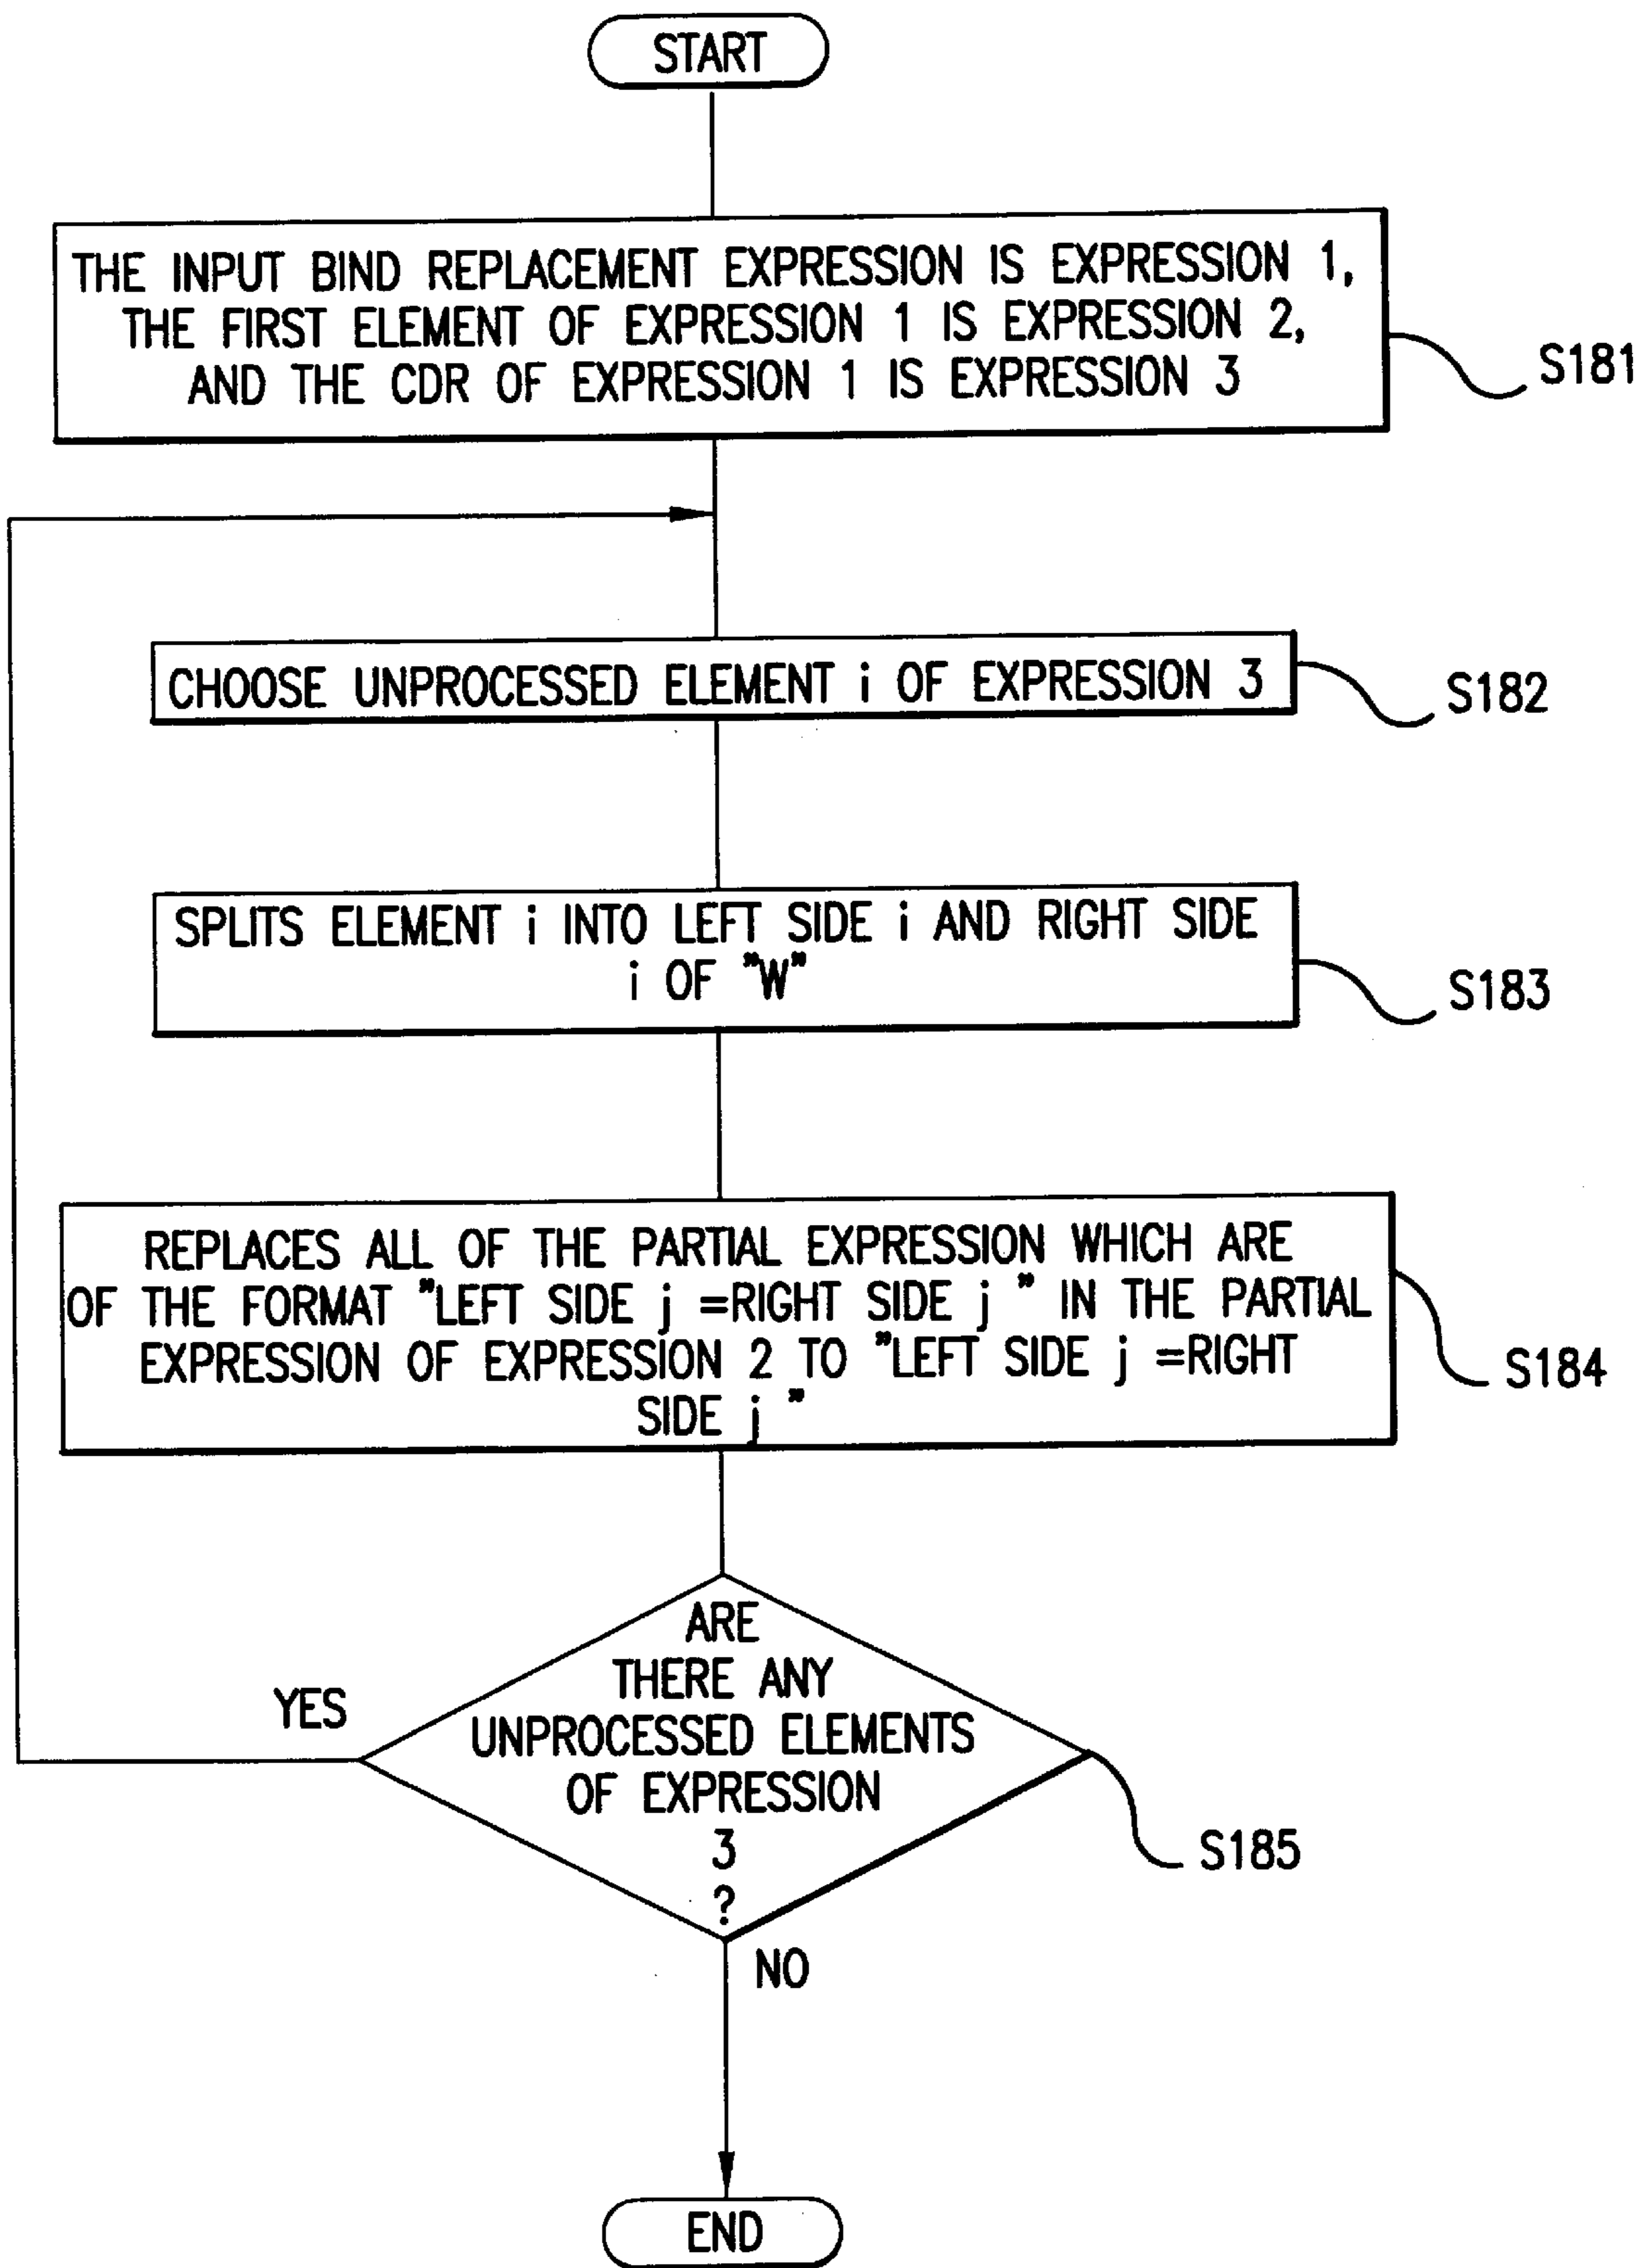 START
THE INPUT BIND REPLACEMENT EXPRESSION IS EXPRESSION 1,
THE FIRST ELEMENT OF EXPRESSION 1 IS EXPRESSION 2,
AND THE CDR OF EXPRESSION 1 IS EXPRESSION 3
S181
CHOOSE UNPROCESSED ELEMENT i OF EXPRESSION 3
S182
SPLITS ELEMENT i INTO LEFT SIDE i AND RIGHT SIDE
i OF "W"
S183
REPLACES ALL OF THE PARTIAL EXPRESSION WHICH ARE
OF THE FORMAT "LEFT SIDE j =RIGHT SIDE j " IN THE PARTIAL
EXPRESSION OF EXPRESSION 2 TO "LEFT SIDE j =RIGHT
SIDE j "
S184
ARE
THERE ANY
UNPROCESSED ELEMENTS
OF EXPRESSION
3
?
YES
S185
NO
END